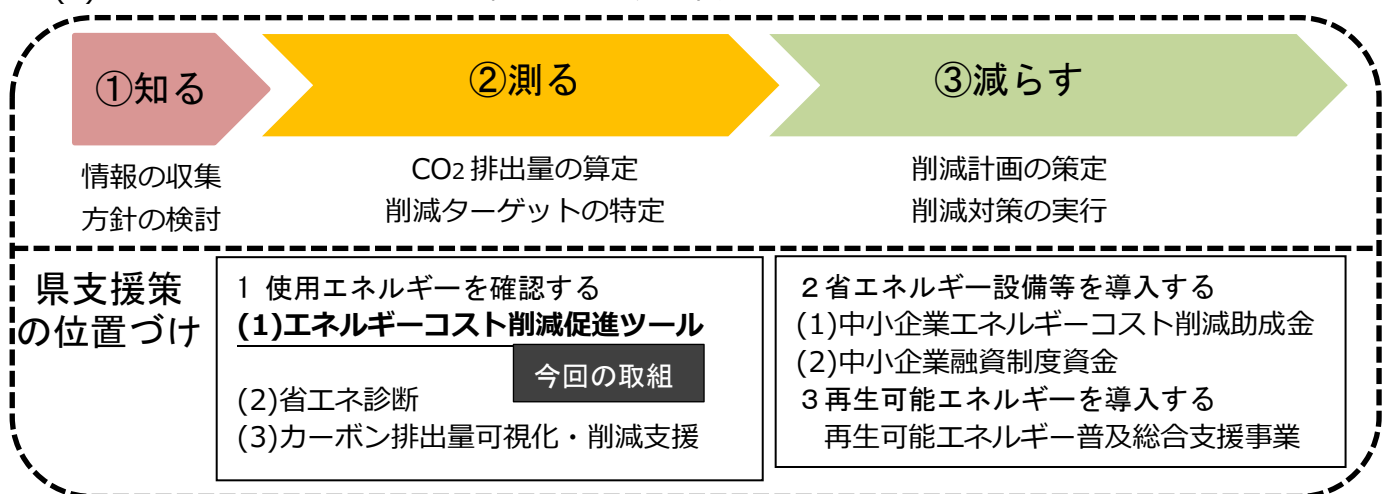 ①知る
②測る
③減らす
情報の収集
方針の検討
CO2排出量の算定
削減ターゲットの特定
削減計画の策定
削減対策の実行
県支援策
の位置づけ
1 使用エネルギーを確認する
(1)エネルギーコスト削減促進ツール
今回の取組
(2)省エネ診断
(3)カーボン排出量可視化・削減支援
2省エネルギー設備等を導入する
(1)中小企業エネルギーコスト削減助成金
(2)中小企業融資制度資金
3再生可能エネルギーを導入する
再生可能エネルギー普及総合支援事業